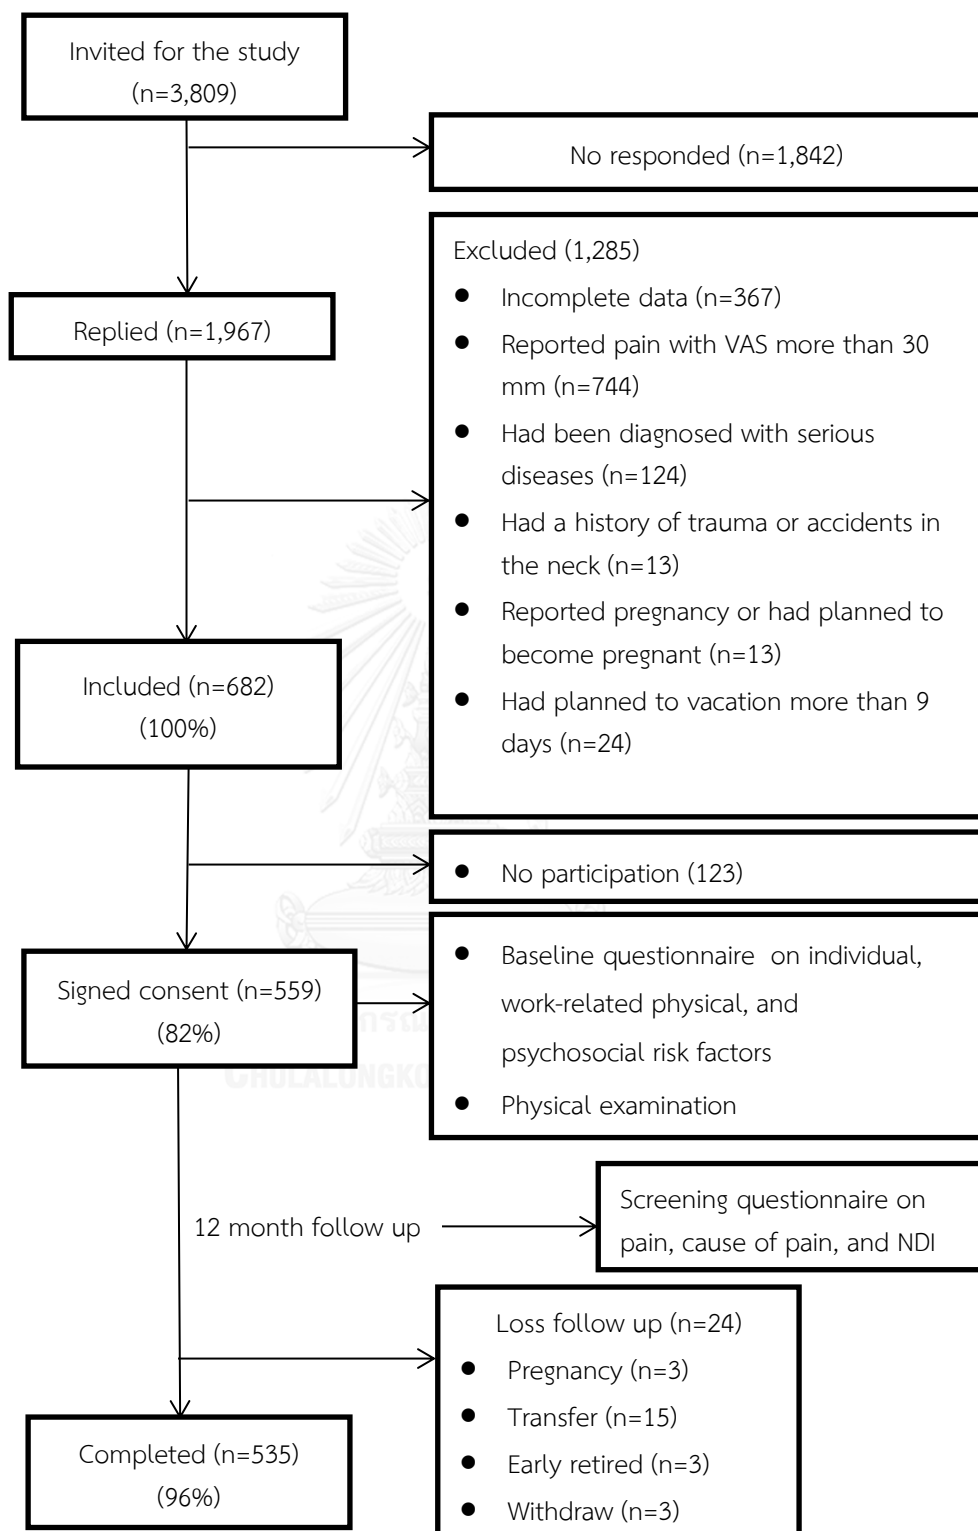 Invited for the study
(n=3,809)
No responded (n=1,842)
Excluded (1,285)
● Incomplete data (n=367)
Replied (n=1,967)
● Reported pain with VAS more than 30
mm (n=744)
● Had been diagnosed with serious
diseases (n=124)
● Had a history of trauma or accidents in
the neck (n=13)
● Reported pregnancy or had planned to
become pregnant (n=13)
● Had planned to vacation more than 9
days (n=24)
Included (n=682)
(100%)
● No participation (123)
Signed consent (n=559)
(82%)
● Baseline questionnaire on individual,
work-related physical, and
psychosocial risk factors
● Physical examination
12 month follow up
Screening questionnaire on
pain, cause of pain, and NDI
Loss follow up (n=24)
● Pregnancy (n=3)
● Transfer (n=15)
● Early retired (n=3)
● Withdraw (n=3)
Completed (n=535)
(96%)